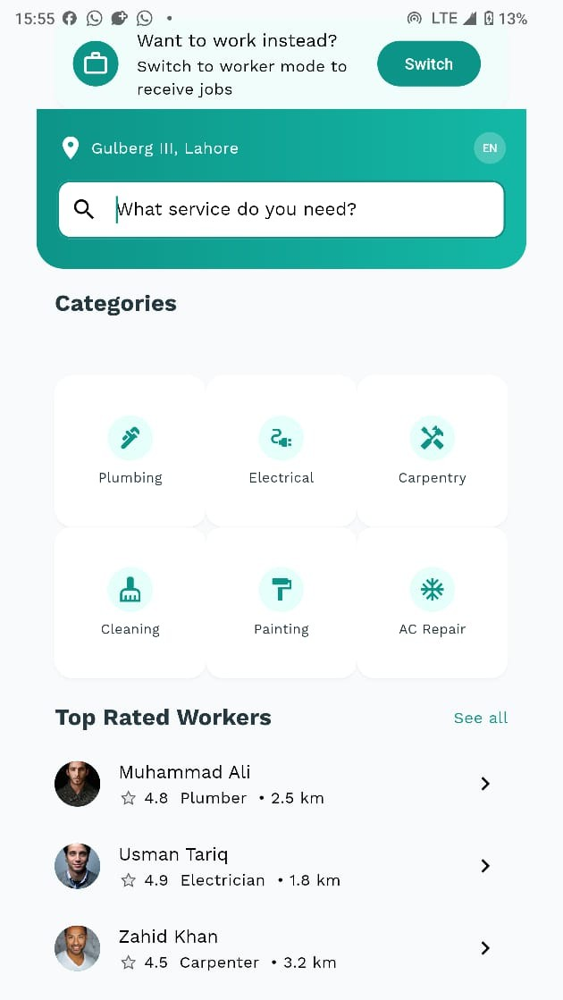 15:55 LTE 13%
Want to work instead?
Switch to worker mode to
receive jobs
Switch
Gulberg III, Lahore
EN
What service do you need?
Categories
Plumbing Electrical Carpentry
Cleaning Painting AC Repair
Top Rated Workers See all
Muhammad Ali
4.8 Plumber • 2.5 km
Usman Tariq
4.9 Electrician • 1.8 km
Zahid Khan
4.5 Carpenter • 3.2 km